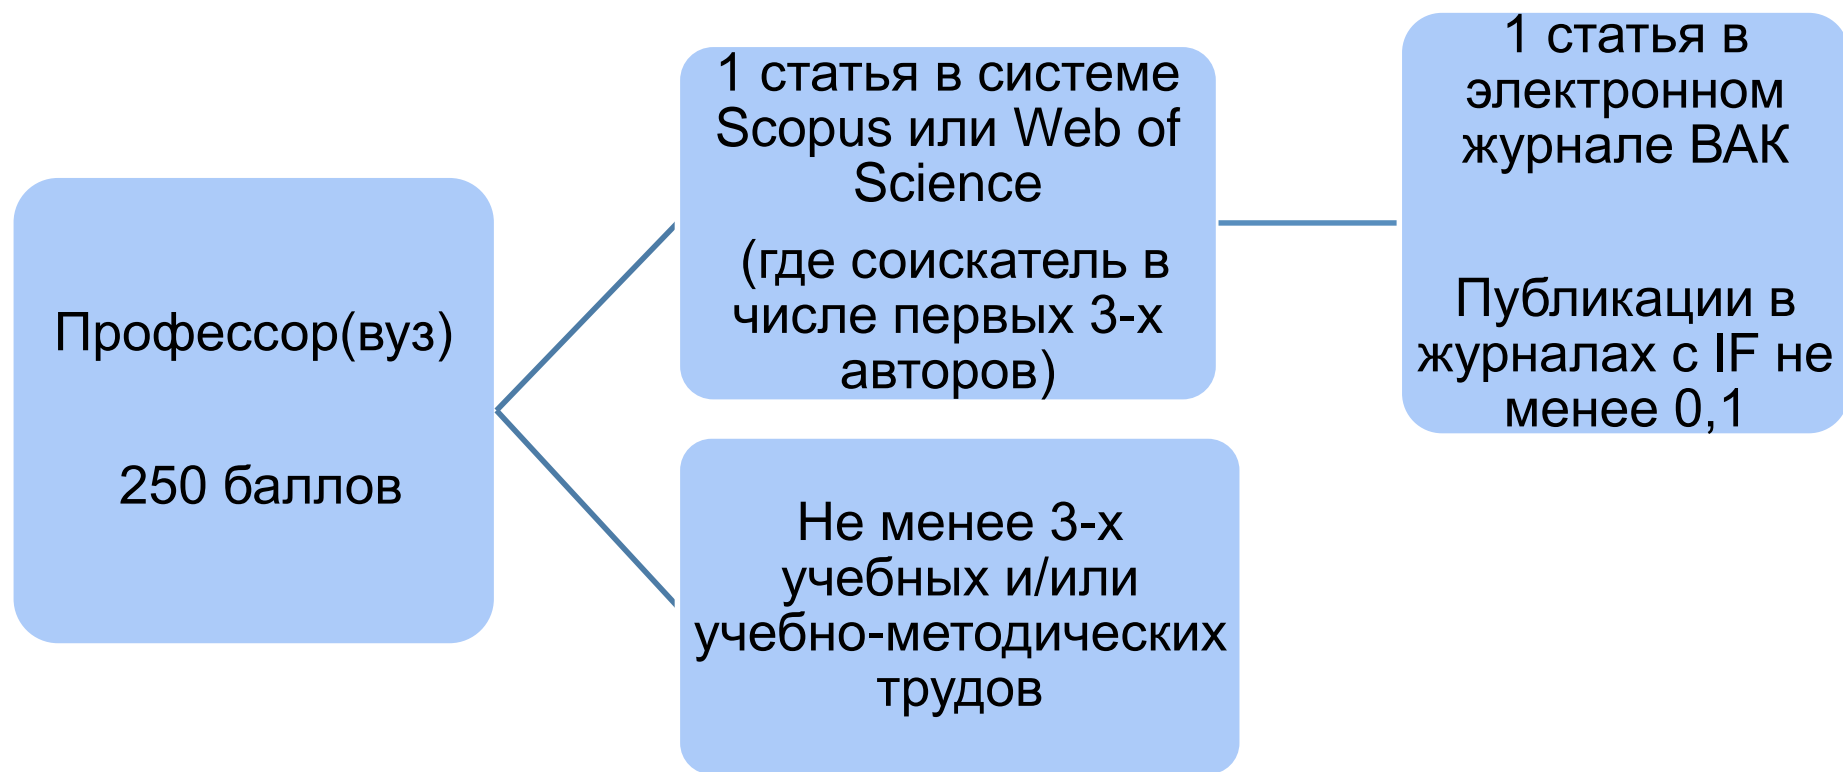 Профессор(вуз)
250 баллов
1 статья в системе
Scopus или Web of
Science
(где соискатель в
числе первых 3-х
авторов)
1 статья в
электронном
журнале ВАК
Публикации в
журналах с IF не
менее 0,1
Не менее 3-х
учебных и/или
учебно-методических
трудов